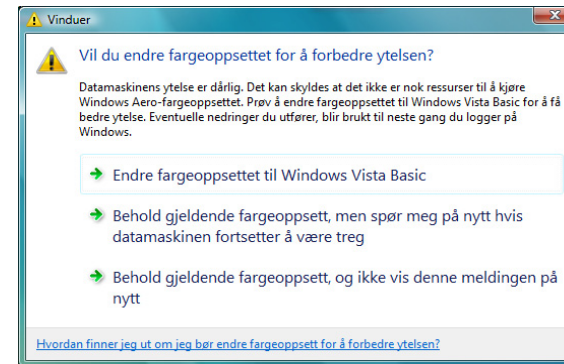 Vinduer
Vil du endre fargeoppsettet for å forbedre ytelsen?
Datamaskinens ytelse er dårlig. Det kan skyldes at det ikke er nok ressurser til å kjøre
Windows Aero-fargeoppsettet. Prøv å endre fargeoppsettet til Windows Vista Basic for å få
bedre ytelse. Eventuelle nedringer du utfører, blir brukt til neste gang du logger på
Windows.
Endre fargeoppsettet til Windows Vista Basic
Behold gjeldende fargeoppsett, men spør meg på nytt hvis
datamaskinen fortsetter å være treg
Behold gjeldende fargeoppsett, og ikke vis denne meldingen på
nytt
Hvordan finner jeg ut om jeg bør endre fargeoppsett for å forbedre ytelsen?